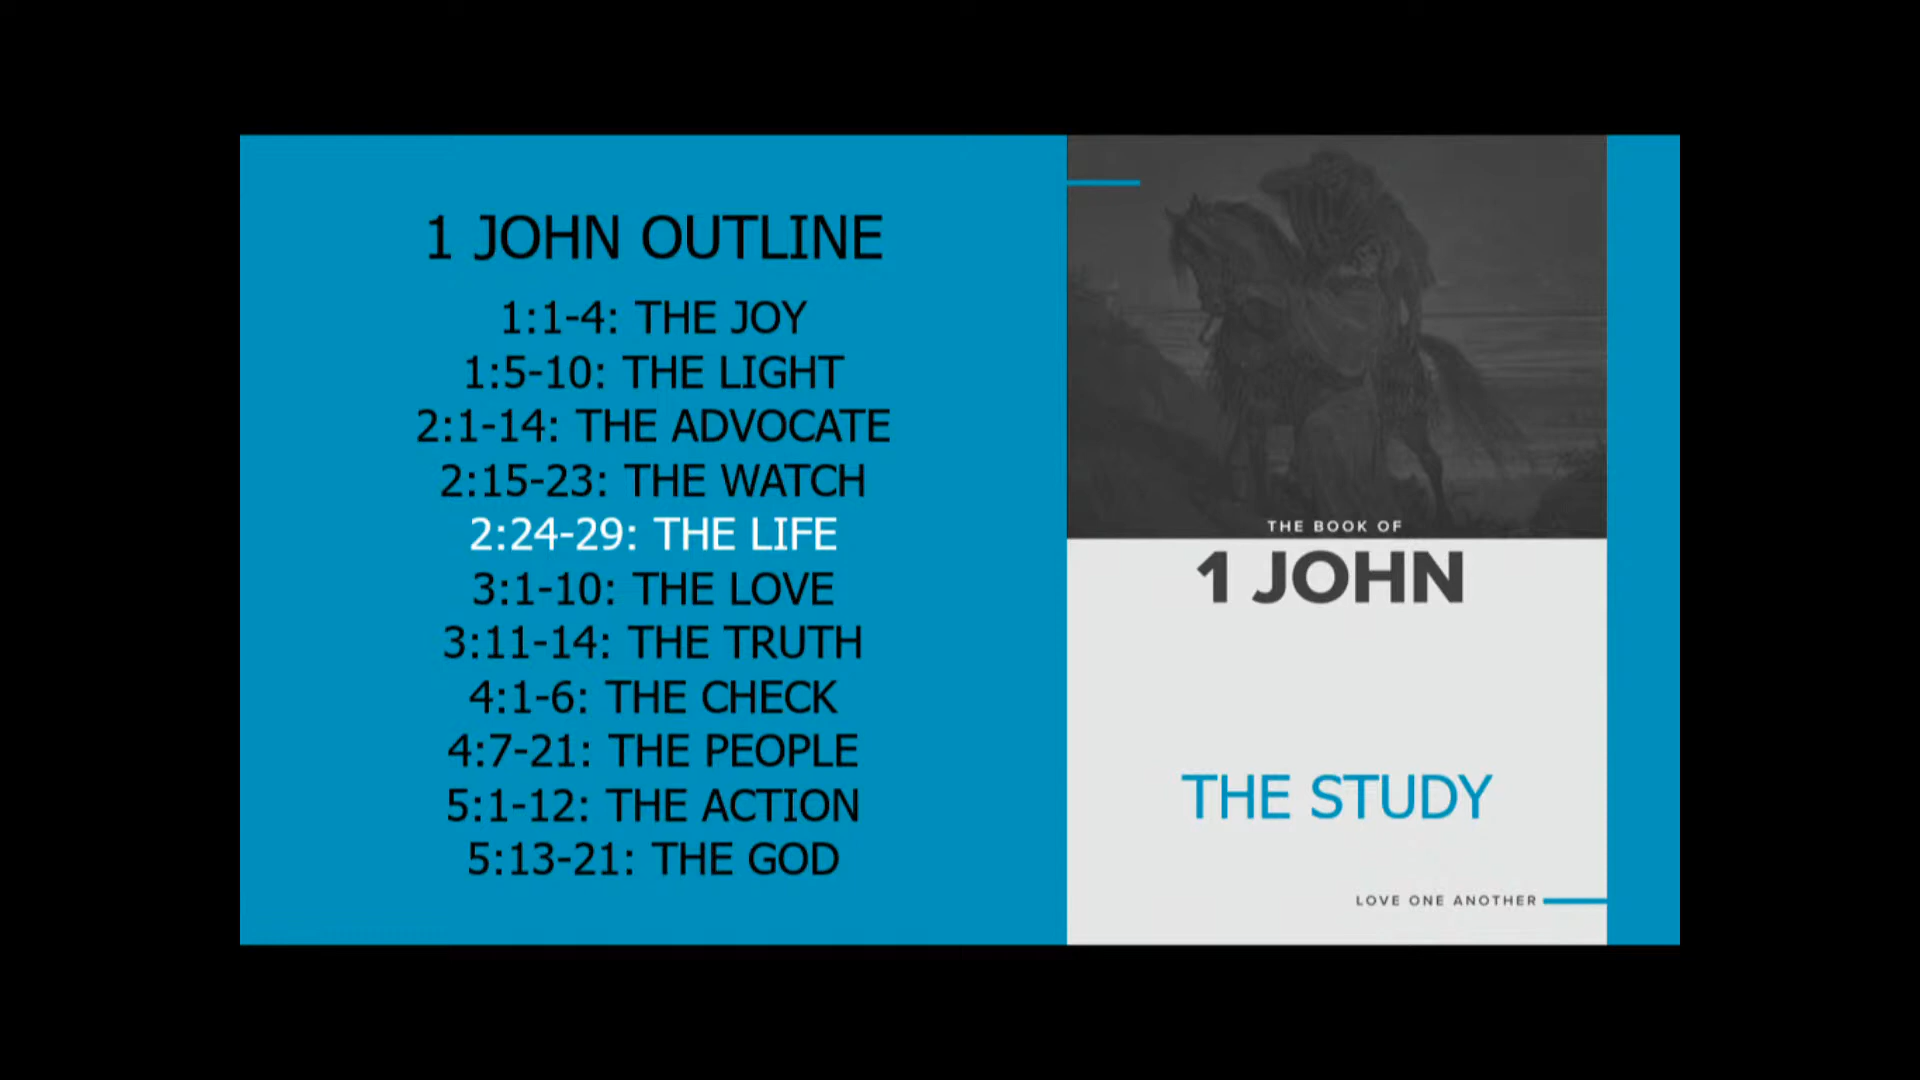 1 JOHN OUTLINE
1:1-4: THE JOY
1:5-10: THE LIGHT
2:1-14: THE ADVOCATE
2:15-23: THE WATCH
2:24-29: THE LIFE
3:1-10: THE LOVE
3:11-14: THE TRUTH
4:1-6: THE CHECK
4:7-21: THE PEOPLE
5:1-12: THE ACTION
5:13-21: THE GOD
THE BOOK OF
1 JOHN
THE STUDY
LOVE ONE ANOTHER